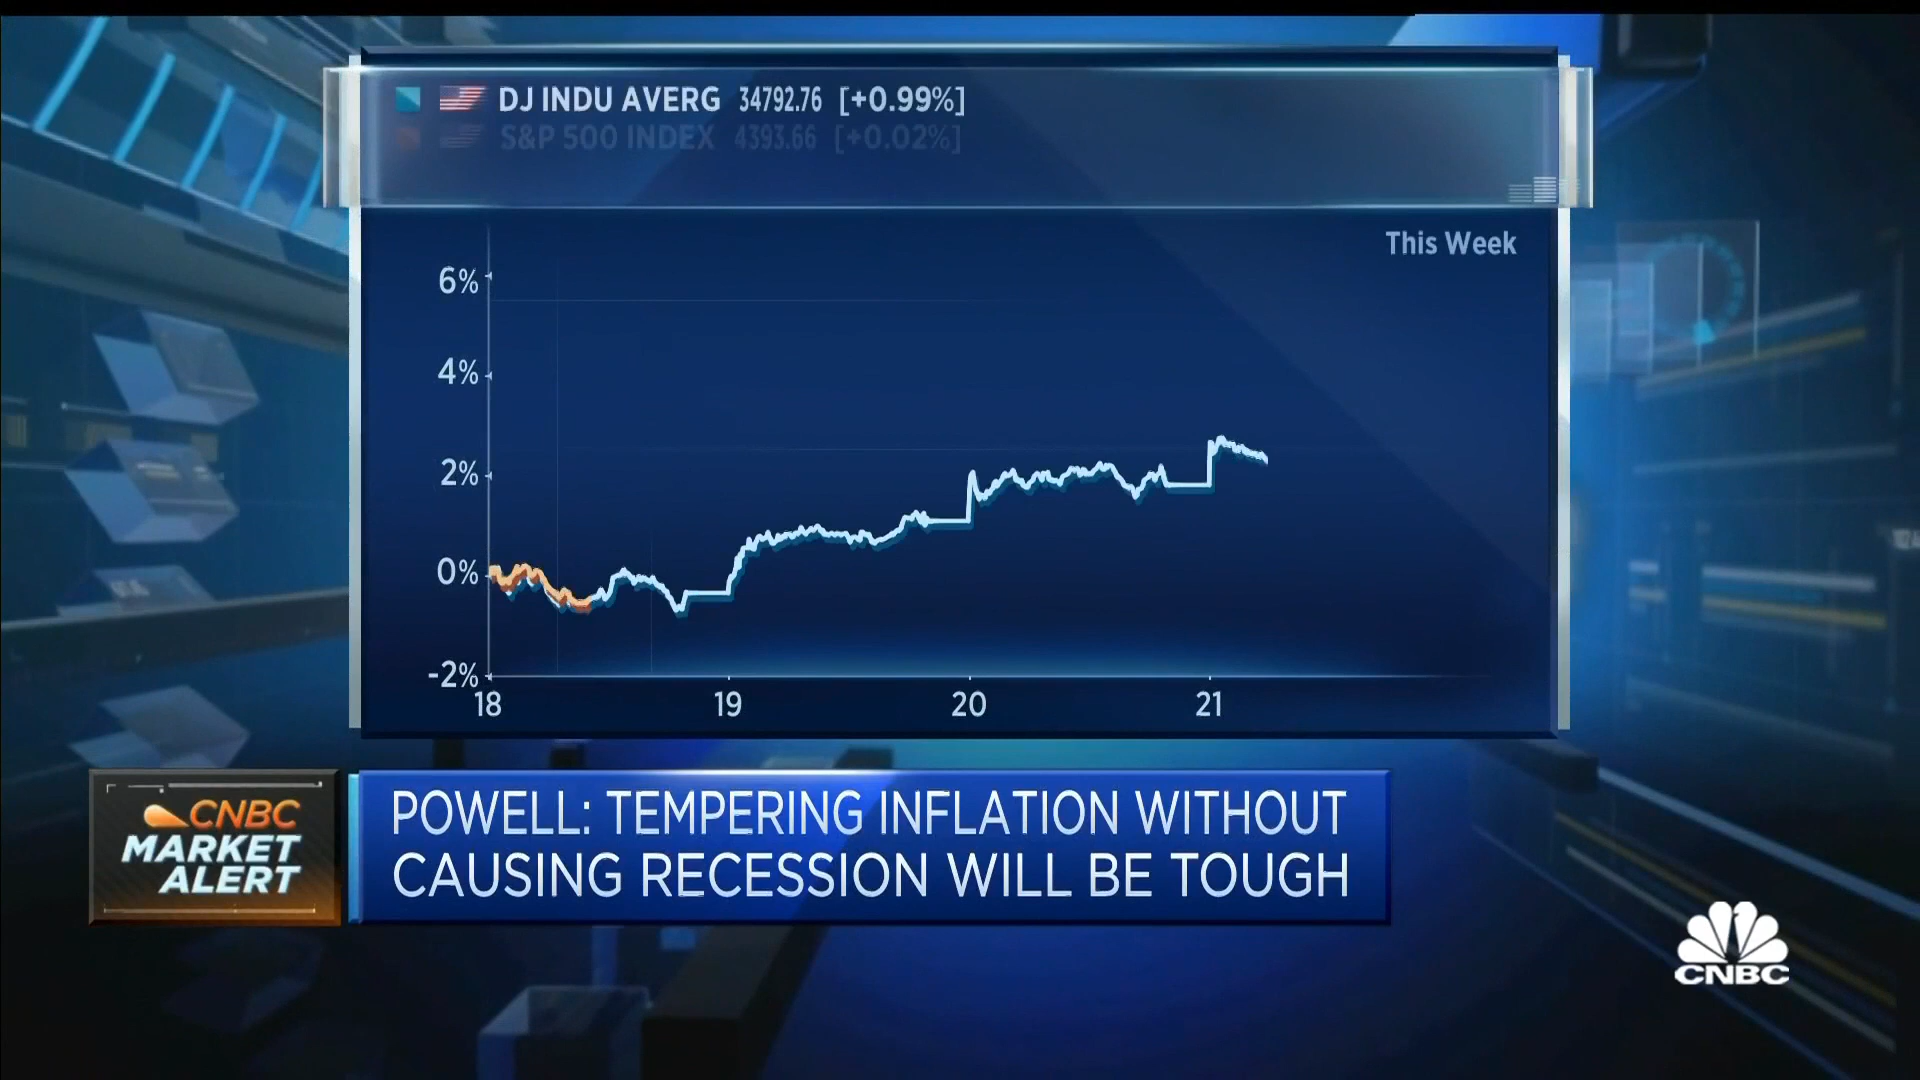 DJ INDU AVERG 34792.76 [+0.99%]
S&P 500 INDEX 4393.66 [+0.02%]
This Week
6%
4%
2%
0%
-2%
18 19 20 21
CNBC
MARKET
ALERT
POWELL: TEMPERING INFLATION WITHOUT
CAUSING RECESSION WILL BE TOUGH
CNBC